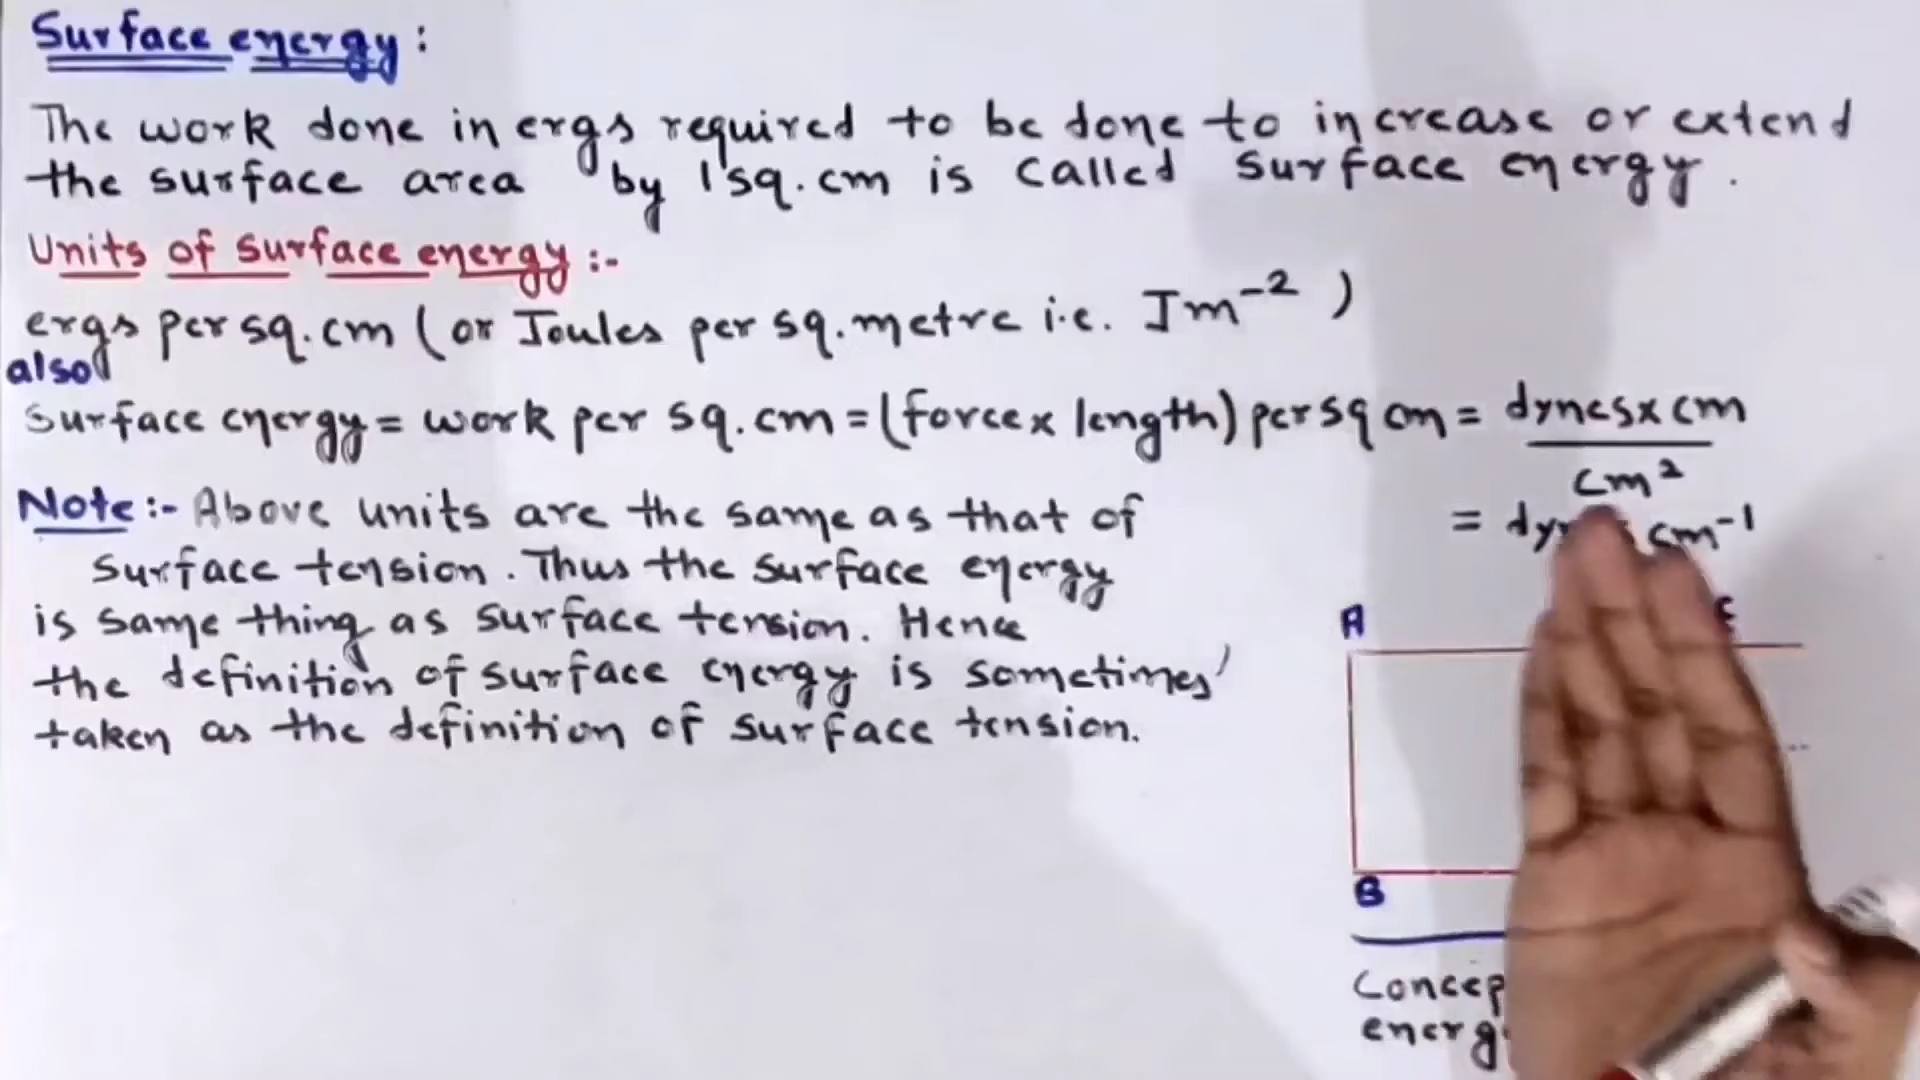 Surface energy:
The work done in ergs required to be done to increase or extend
the surface area by 1 sq.cm is called surface energy.
Units of surface energy :-
ergs per sq.cm (or Joules per sq.metre i.e. Jm⁻² )
also
Surface energy = work per sq.cm = (force x length) per sq cm = dynes x cm
cm²
= cm⁻¹
Note :- Above units are the same as that of
surface tension. Thus the surface energy
is same thing as surface tension. Hence
the definition of surface energy is sometimes
taken as the definition of surface tension.
A
B